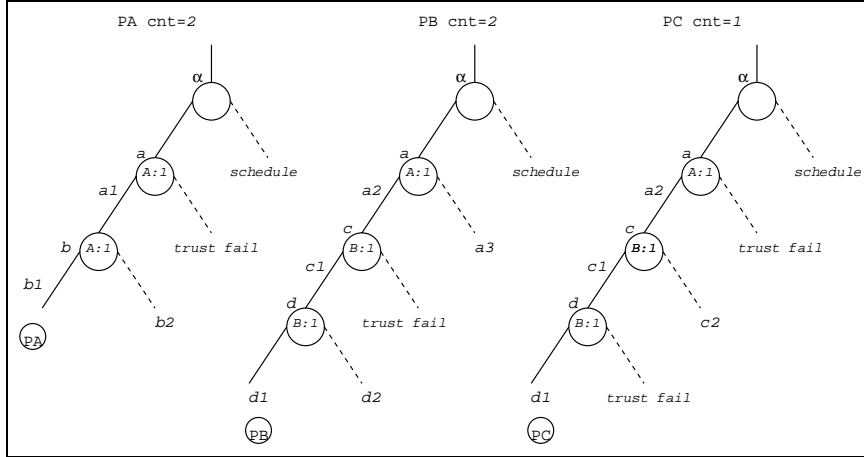 PA cnt=2
PB cnt=2
PC cnt=1
α
α
α
a
A:1
schedule
a
A:1
schedule
a1
a2
a2
b
A:1
trust fail
c
B:1
a3
c
B:1
trust fail
b1
c1
c1
b2
d
B:1
trust fail
d
B:1
c2
PA
d1
d2
d1
trust fail
PB
PC